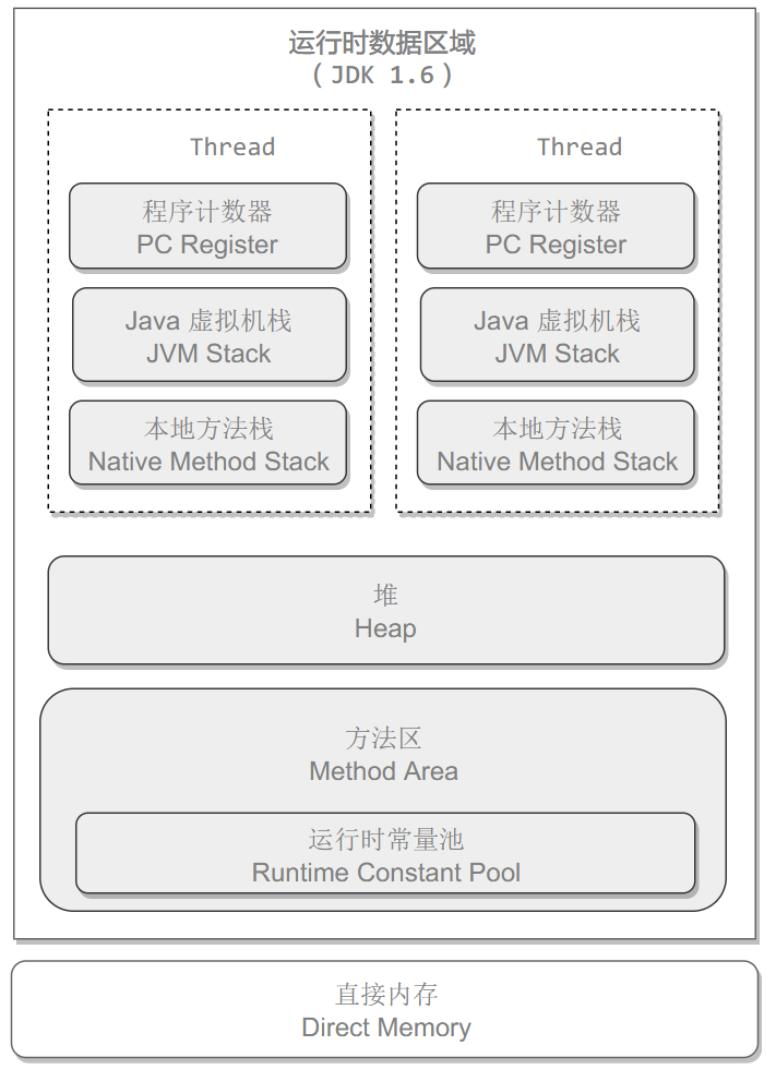 运行时数据区域
( JDK 1.6 )
Thread
程序计数器
PC Register
Java 虚拟机栈
JVM Stack
本地方法栈
Native Method Stack
Thread
程序计数器
PC Register
Java 虚拟机栈
JVM Stack
本地方法栈
Native Method Stack
堆
Heap
方法区
Method Area
运行时常量池
Runtime Constant Pool
直接内存
Direct Memory